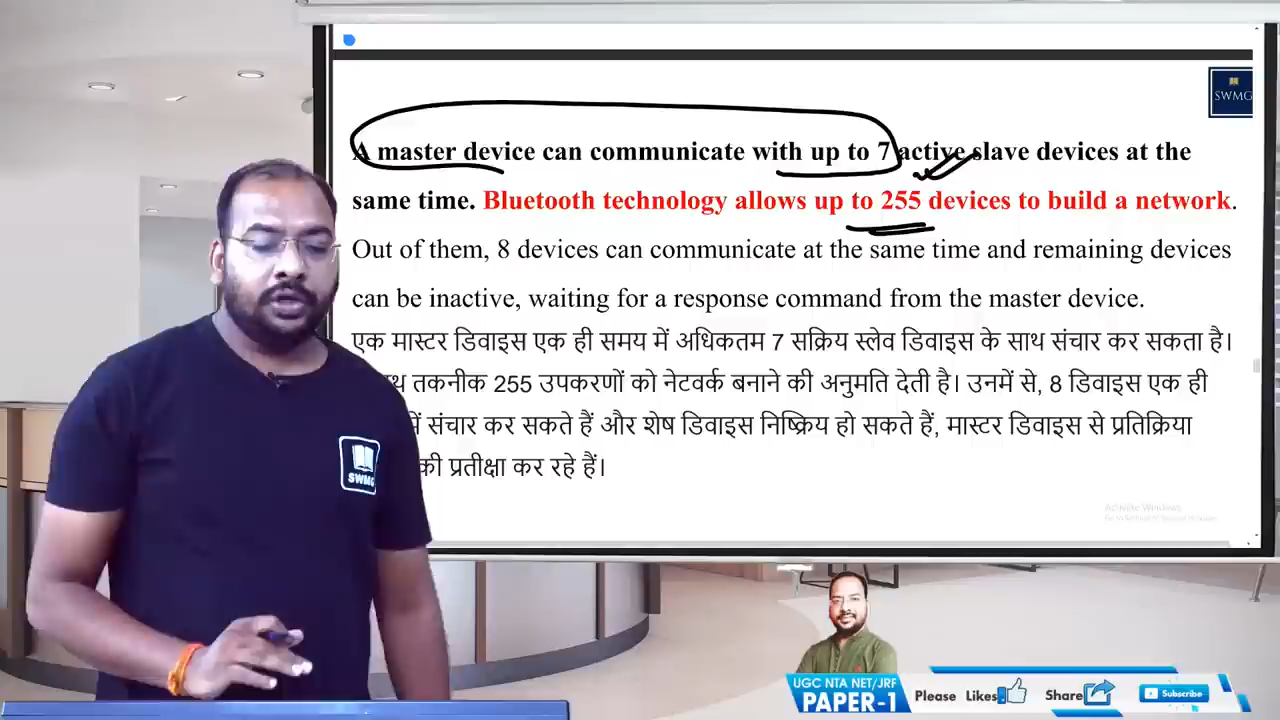 SWMG
A master device can communicate with up to 7 active slave devices at the
same time. Bluetooth technology allows up to 255 devices to build a network.
Out of them, 8 devices can communicate at the same time and remaining devices
can be inactive, waiting for a response command from the master device.
एक मास्टर डिवाइस एक ही समय में अधिकतम 7 सक्रिय स्लेव डिवाइस के साथ संचार कर सकता है।
तकनीक 255 उपकरणों को नेटवर्क बनाने की अनुमति देती है। उनमें से, 8 डिवाइस एक ही
में संचार कर सकते हैं और शेष डिवाइस निष्क्रिय हो सकते हैं, मास्टर डिवाइस से प्रतिक्रिया
की प्रतीक्षा कर रहे हैं।
SWMG
Activate Windows
UGC NTA NET/JRF
PAPER-1
Please Likes
Share
Subscribe